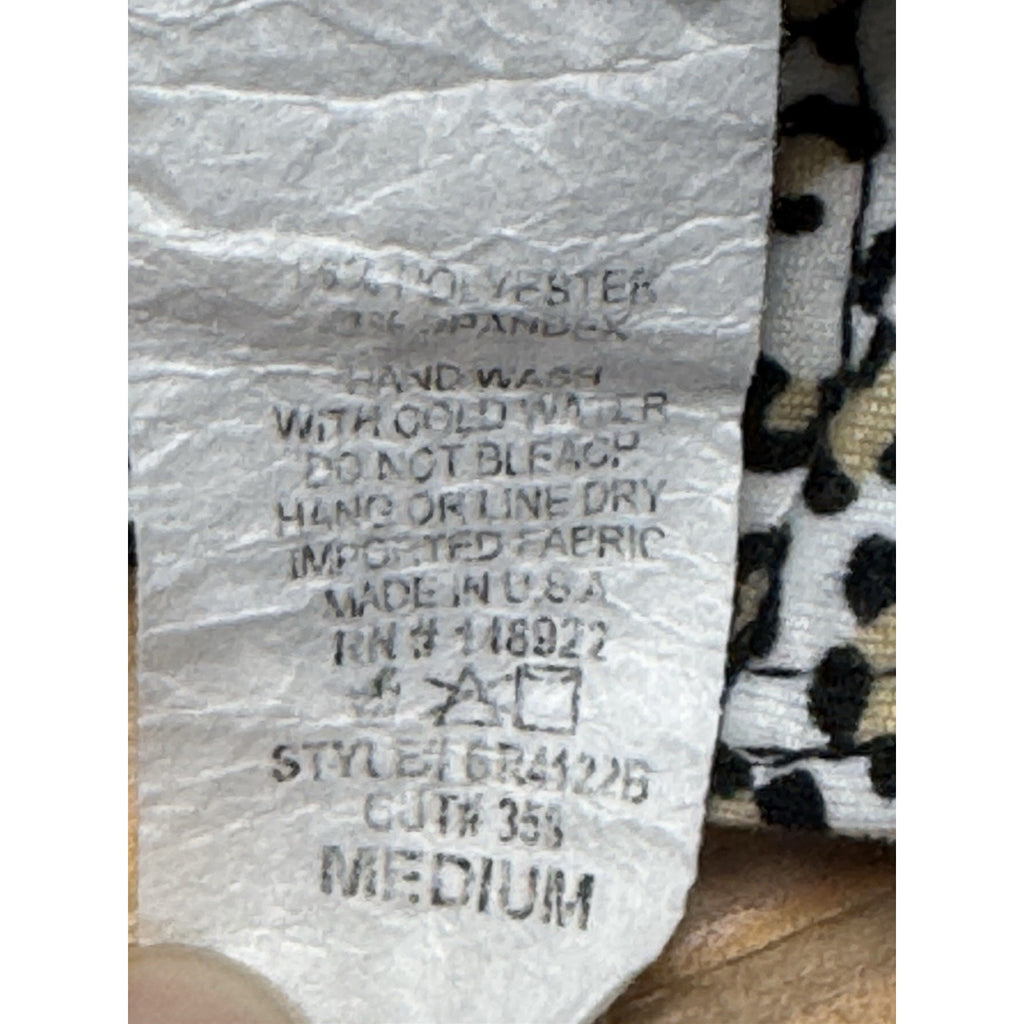 POLYESTER
SPANDEX
HAND WASH
WITH COLD WATER
DO NOT BLEACH
HANG OR LINE DRY
IMPORTED FABRIC
MADE IN U.S.A
RN # 148922
STYLE#
CUT#
MEDIUM